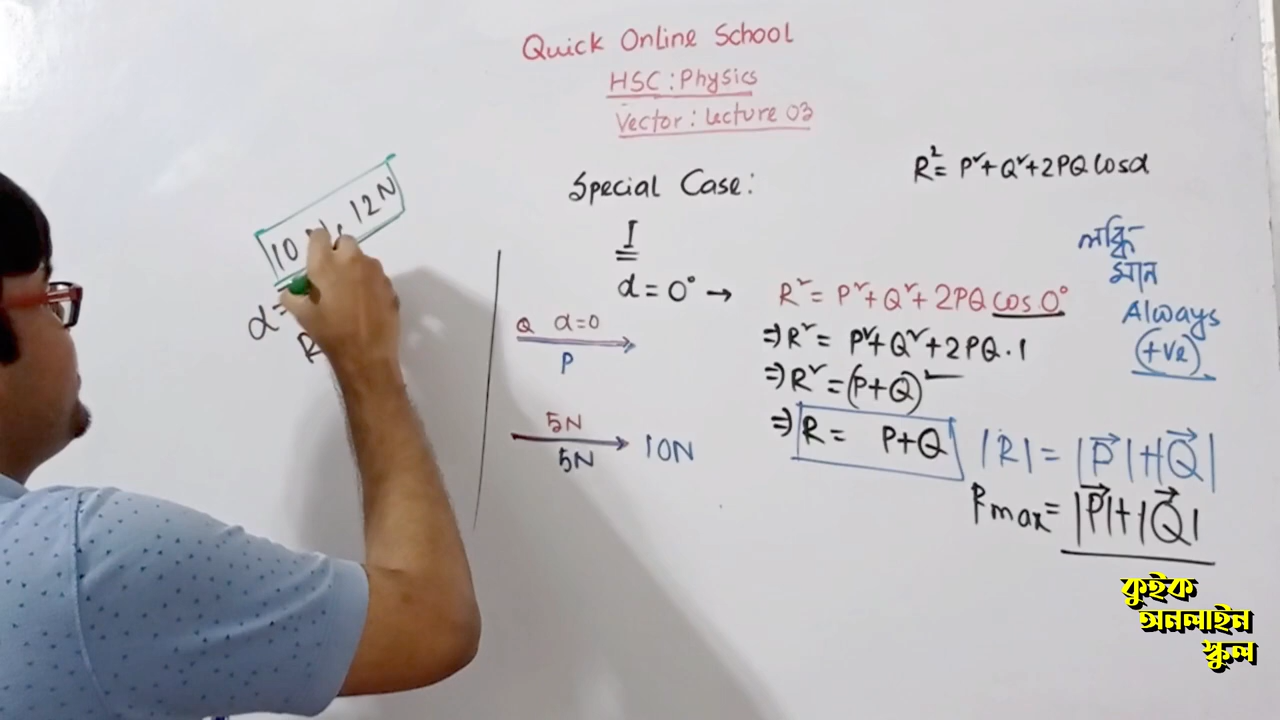 Quick Online School
HSC : Physics
Vector : Lecture 03
R² = P² + Q² + 2PQ cosα
Special Case :
I
α = 0° →
R² = P² + Q² + 2PQ cos 0°
⇒ R² = P² + Q² + 2PQ . 1
⇒ R² = (P+Q)²
⇒ R = P+Q
|R| = |P⃗|+|Q⃗|
Rmax = |P⃗|+|Q⃗|
লব্ধি
মান
Always
(+ve)
Q α=0
P
5N
5N 10N
10 12N
α=
R
কুইক
অনলাইন
স্কুল